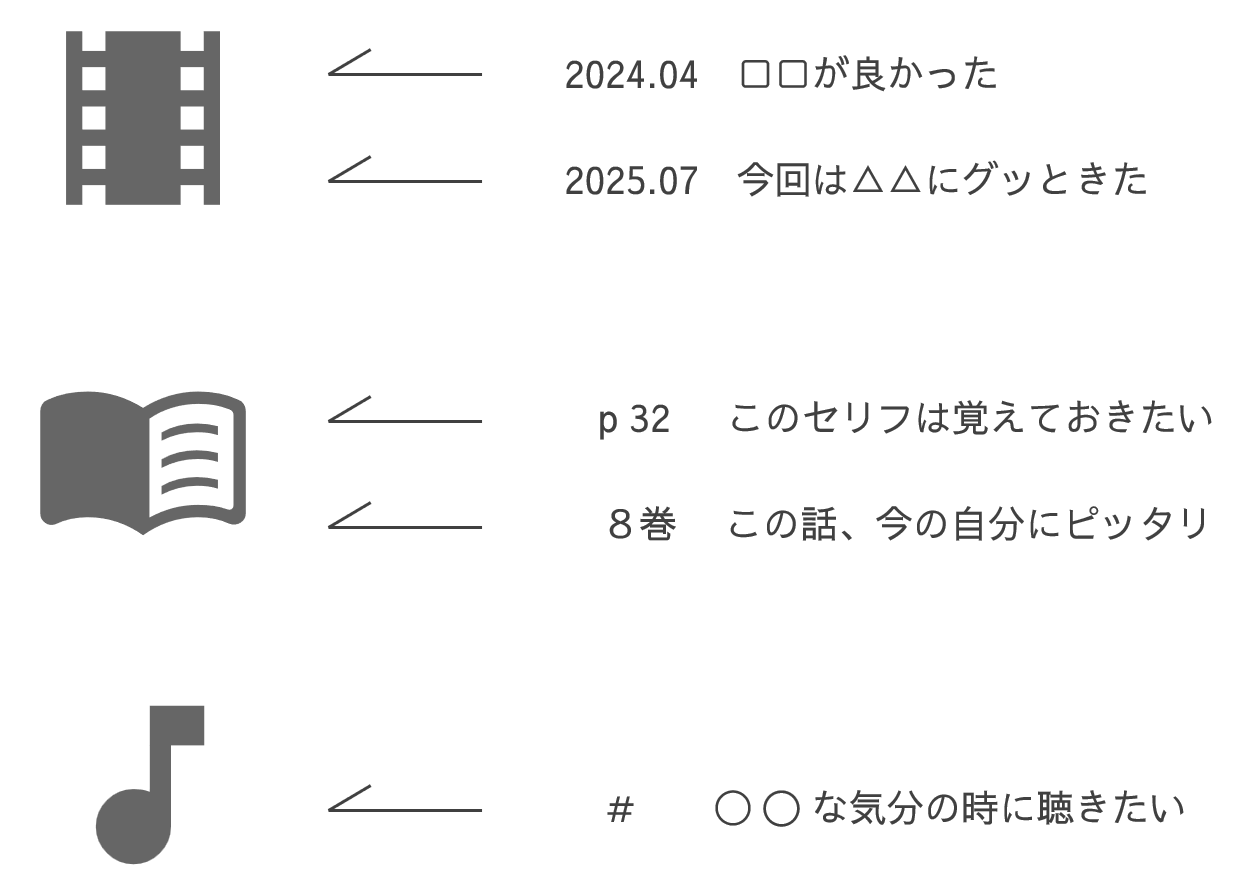 2024.04 □□が良かった
2025.07 今回は△△にグッときた
p 32 このセリフは覚えておきたい
８巻 この話、今の自分にピッタリ
＃ ○○な気分の時に聴きたい